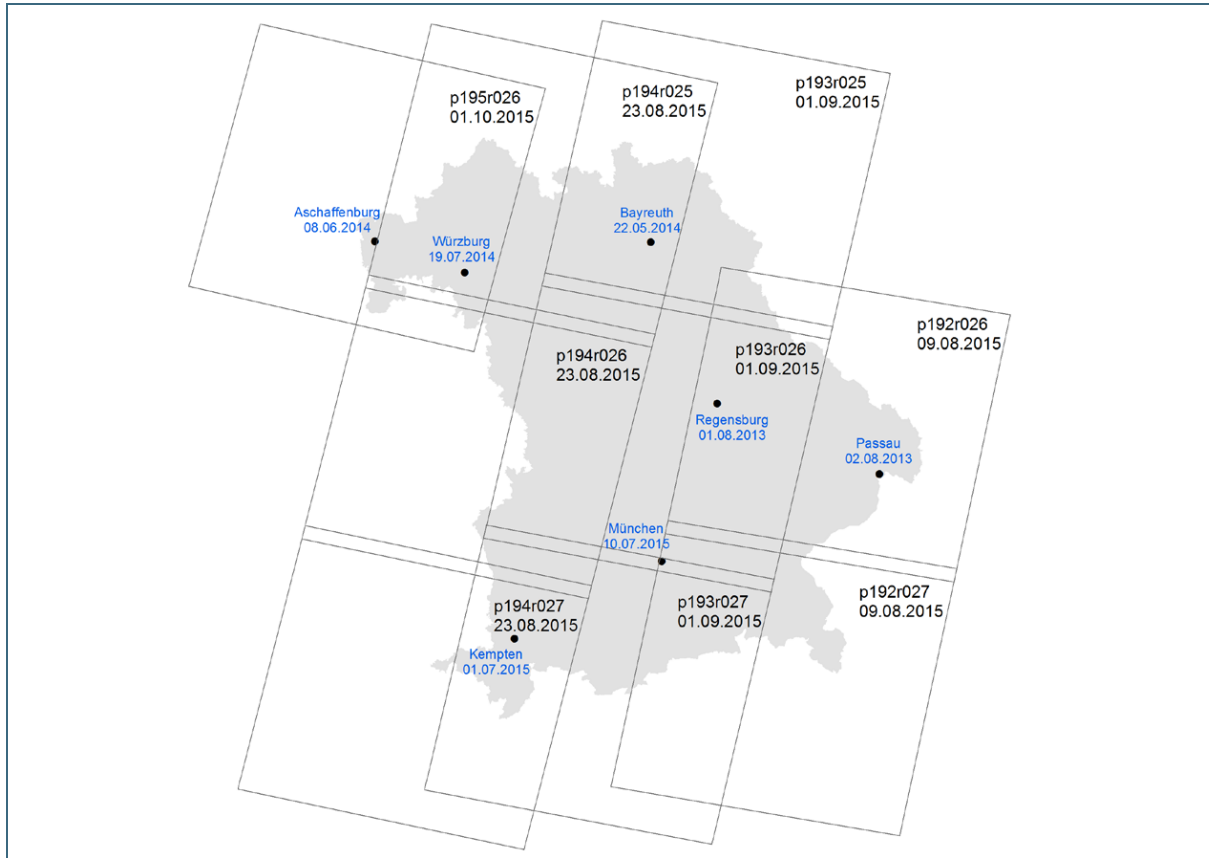 p193r025
01.09.2015
p194r025
23.08.2015
p195r026
01.10.2015
Aschaffenburg
08.06.2014
Bayreuth
22.05.2014
Würzburg
19.07.2014
p192r026
09.08.2015
p193r026
01.09.2015
p194r026
23.08.2015
Regensburg
01.08.2013
Passau
02.08.2013
München
10.07.2015
p192r027
09.08.2015
p193r027
01.09.2015
p194r027
23.08.2015
Kempten
01.07.2015